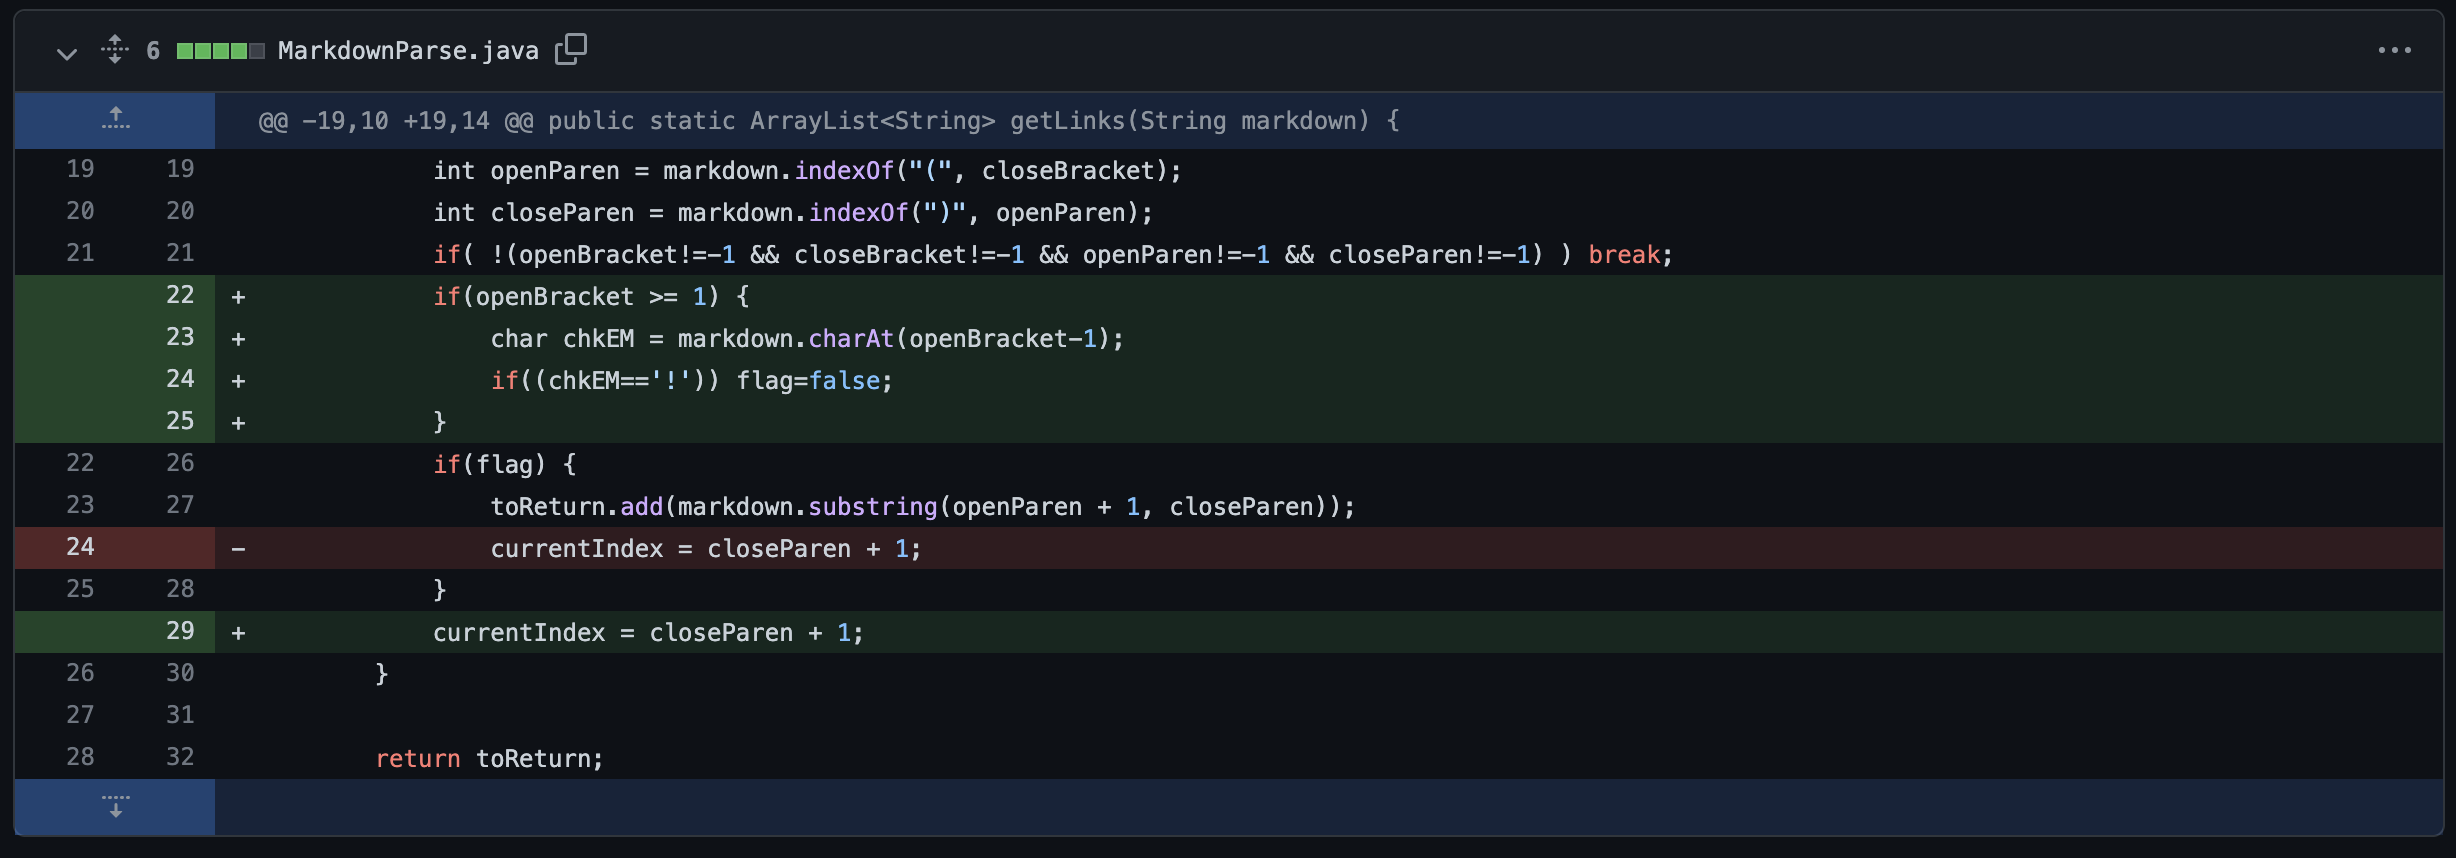 6 MarkdownParse.java
@@ -19,10 +19,14 @@ public static ArrayList<String> getLinks(String markdown) {
19 19 int openParen = markdown.indexOf("(", closeBracket);
20 20 int closeParen = markdown.indexOf(")", openParen);
21 21 if( !(openBracket!=-1 && closeBracket!=-1 && openParen!=-1 && closeParen!=-1) ) break;
22 + if(openBracket >= 1) {
23 + char chkEM = markdown.charAt(openBracket-1);
24 + if((chkEM=='!')) flag=false;
25 + }
22 26 if(flag) {
23 27 toReturn.add(markdown.substring(openParen + 1, closeParen));
24 - currentIndex = closeParen + 1;
25 28 }
29 + currentIndex = closeParen + 1;
26 30 }
27 31
28 32 return toReturn;